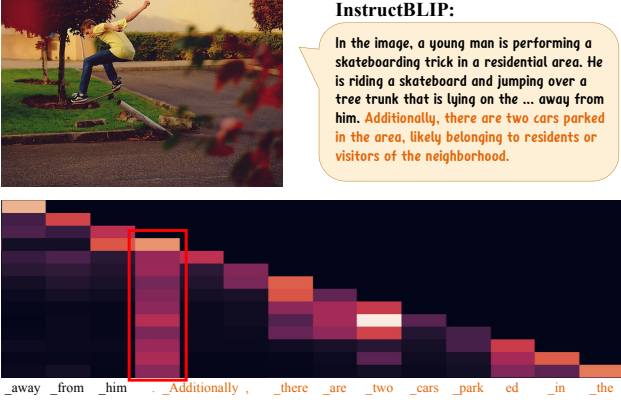 InstructBLIP:
In the image, a young man is performing a
skateboarding trick in a residential area. He
is riding a skateboard and jumping over a
tree trunk that is lying on the ... away from
him. Additionally, there are two cars parked
in the area, likely belonging to residents or
visitors of the neighborhood.
_away _from _him . _Additionally , _there _are _two _cars _park ed _in _the